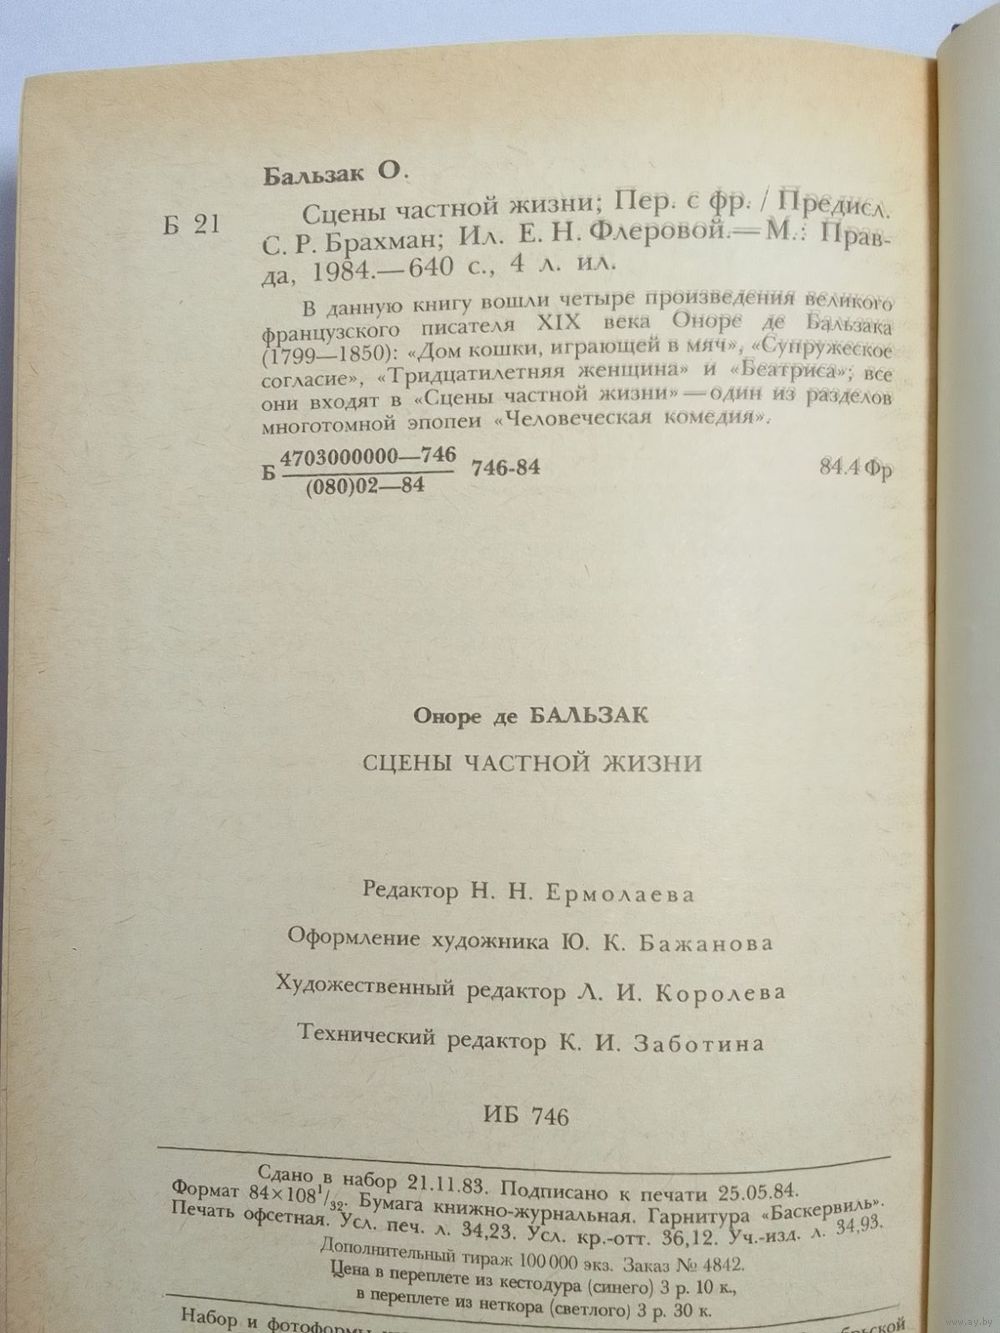 Бальзак О.
Б 21
Сцены частной жизни; Пер. с фр. / Предисл.
С. Р. Брахман; Ил. Е. Н. Флеровой.— М.: Прав-
да, 1984.—640 с., 4 л. ил.
В данную книгу вошли четыре произведения великого
французского писателя XIX века Оноре де Бальзака
(1799—1850): «Дом кошки, играющей в мяч», «Супружеское
согласие», «Тридцатилетняя женщина» и «Беатриса»; все
они входят в «Сцены частной жизни»—один из разделов
многотомной эпопеи «Человеческая комедия».
Б 4703000000—746 / (080)02—84 746-84 84.4 Фр
Оноре де БАЛЬЗАК
СЦЕНЫ ЧАСТНОЙ ЖИЗНИ
Редактор Н. Н. Ермолаева
Оформление художника Ю. К. Бажанова
Художественный редактор Л. И. Королева
Технический редактор К. И. Заботина
ИБ 746
Сдано в набор 21.11.83. Подписано к печати 25.05.84.
Формат 84×108 1/32. Бумага книжно-журнальная. Гарнитура «Баскервиль».
Печать офсетная. Усл. печ. л. 34,23. Усл. кр.-отт. 36,12. Уч.-изд. л. 34,93.
Дополнительный тираж 100 000 экз. Заказ № 4842.
Цена в переплете из кестодура (синего) 3 р. 10 к.,
в переплете из неткора (светлого) 3 р. 30 к.
Набор и фотоформы
www.ay.by